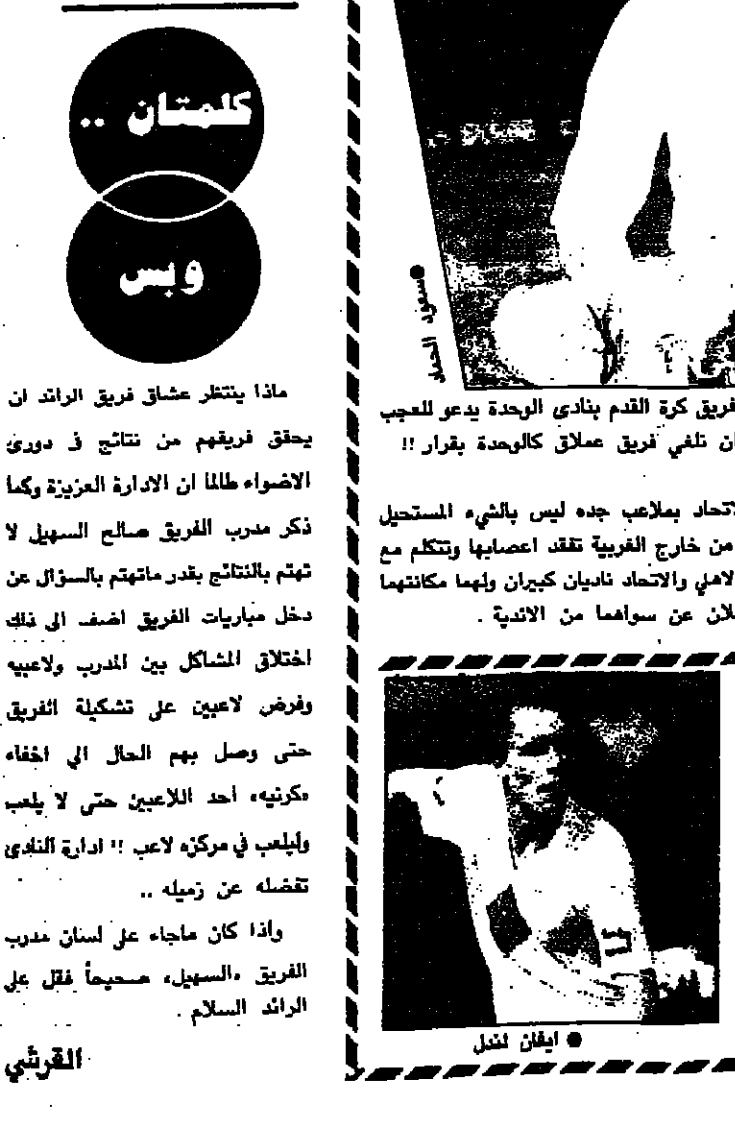 ●سعود الحماد
فريق كرة القدم بنادى الوحدة يدعو للعجب
ان تلغي فريق عملاق كالوحدة بقرار !!
لاتحاد بملاعب جده ليس بالشيء المستحيل
من خارج الغربية تفقد اعصابها وتتكلم مع
لاهلي والاتحاد ناديان كبيران ولهما مكانتهما
لان عن سواهما من الاندية .
● ايفان لندل
كلمتان ..
وبس
ماذا ينتظر عشاق فريق الرائد ان
يحقق فريقهم من نتائج في دورى
الاضواء طالما ان الادارة العزيزة وكما
ذكر مدرب الفريق صالح السهيل لا
تهتم بالنتائج بقدر ماتهتم بالسؤال عن
دخل مباريات الفريق اضف الى ذلك
اختلاق المشاكل بين المدرب ولاعبيه
وفرض لاعبين على تشكيلة الفريق
حتى وصل بهم الحال الي اخفاء
«كرنيه» أحد اللاعبين حتى لا يلعب
وليلعب في مركزه لاعب !! ادارة النادى
تفضله عن زميله ..
واذا كان ماجاء على لسان مدرب
الفريق «السهيل» صحيحاً فقل على
الرائد السلام .
القرشي